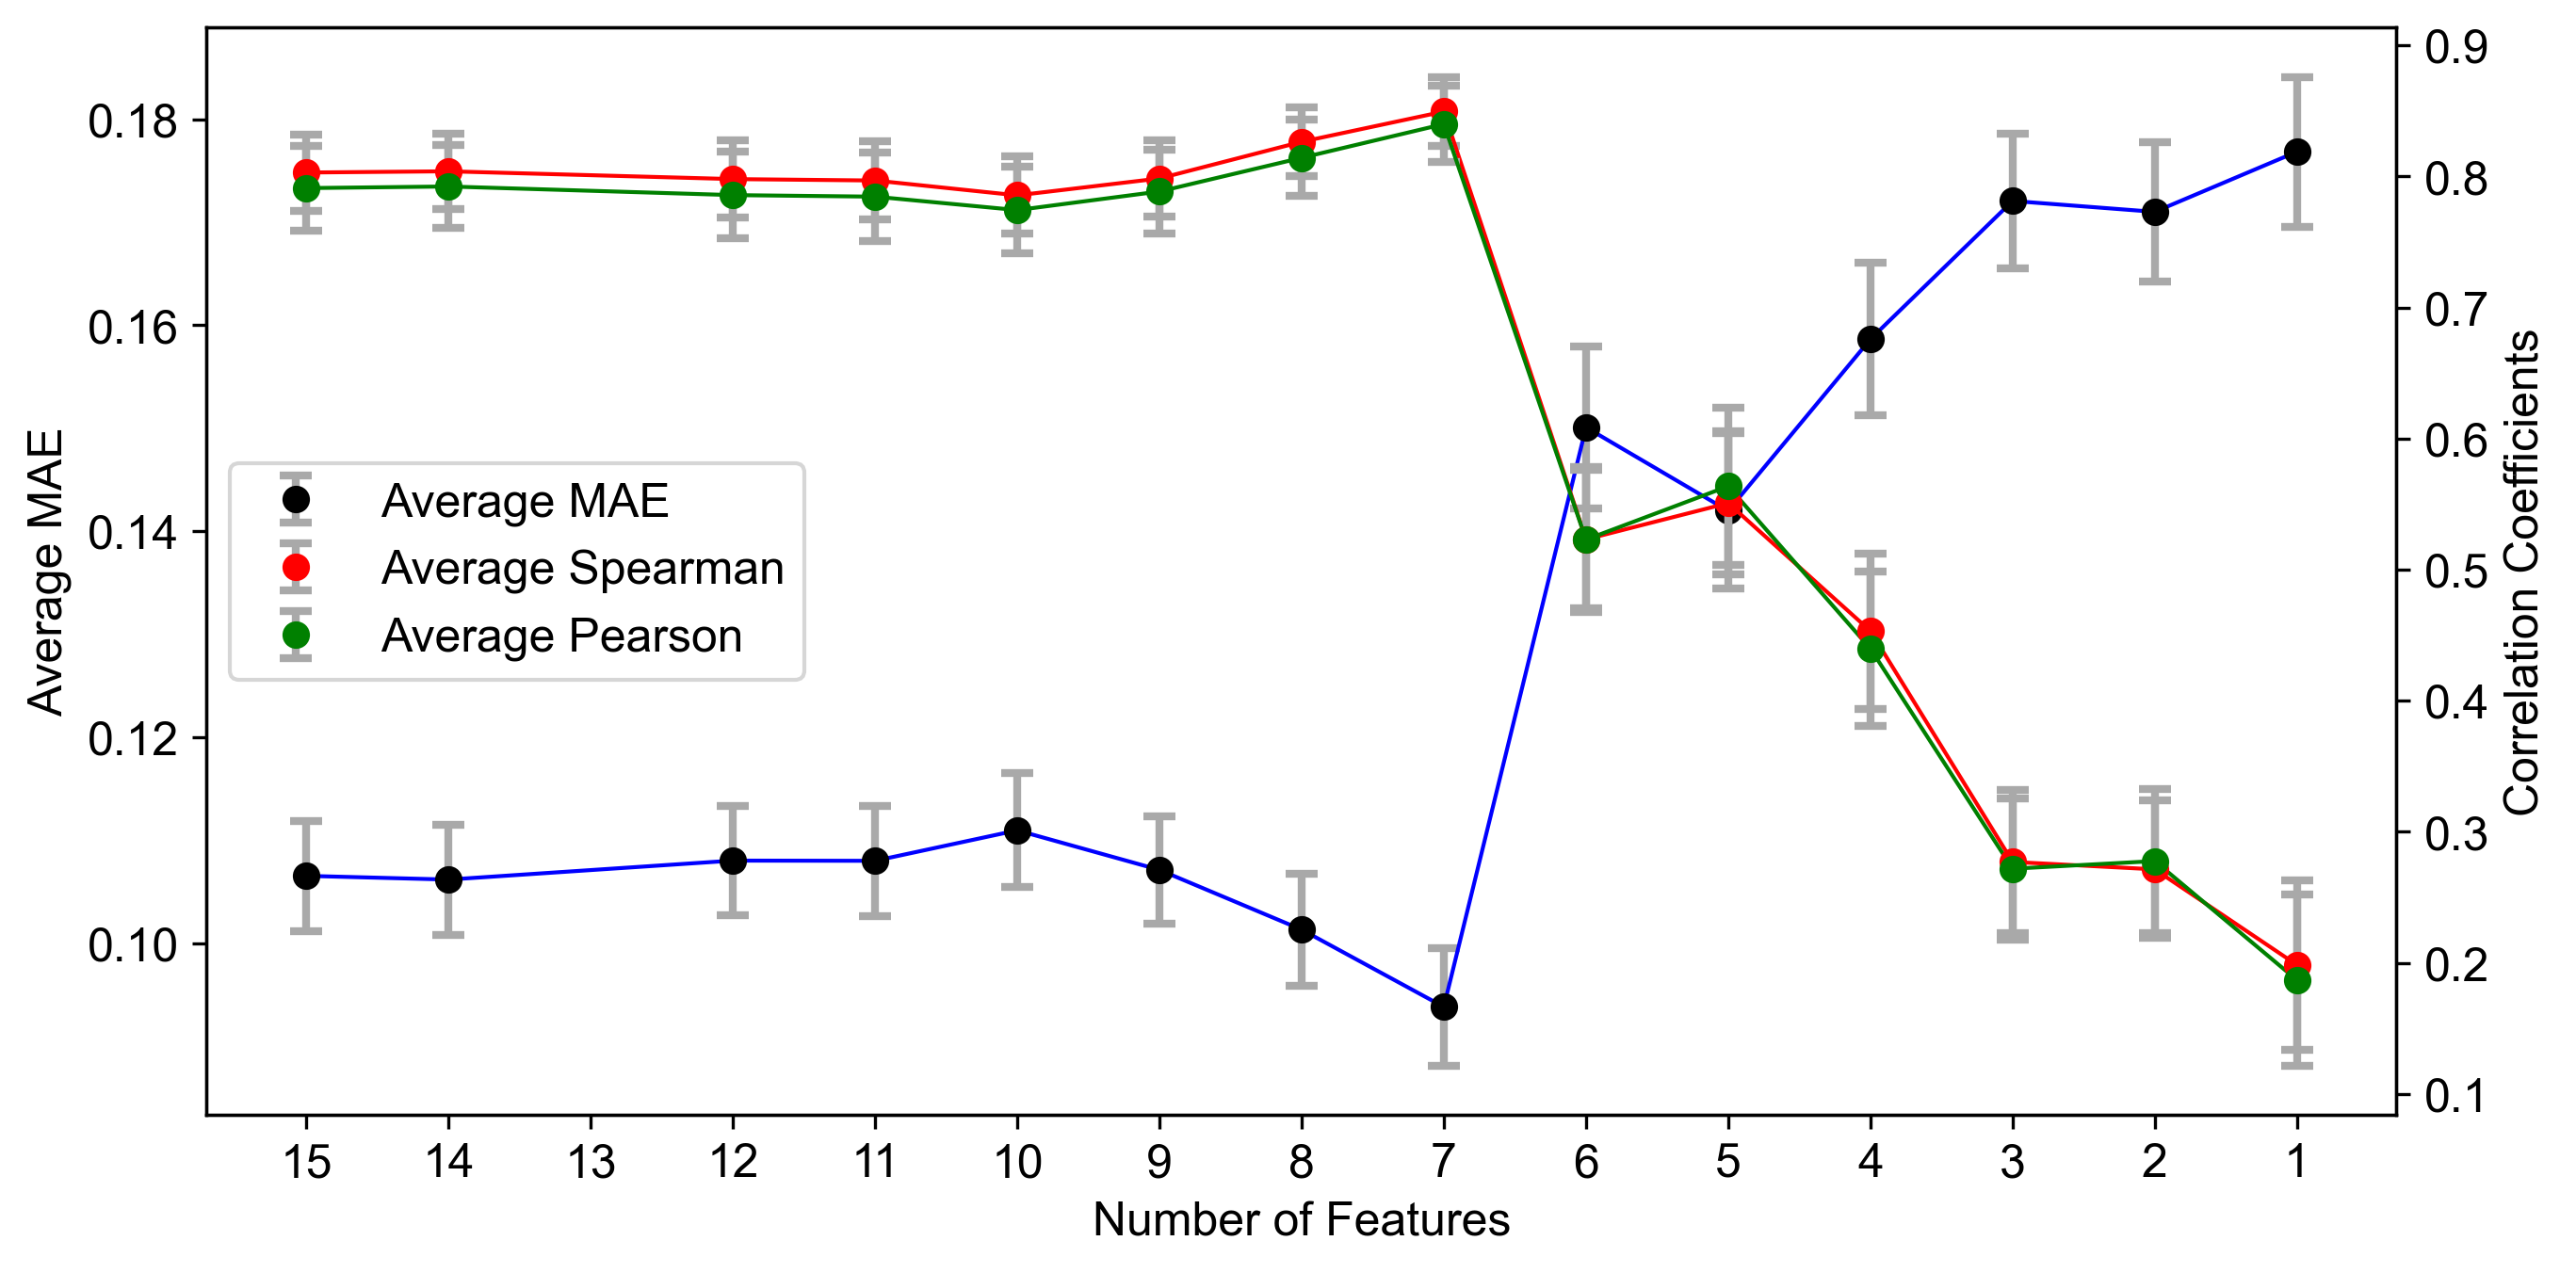 Average MAE
0.18
0.16
0.14
0.12
0.10
Average MAE
Average Spearman
Average Pearson
0.9
0.8
0.7
0.6
0.5
0.4
0.3
0.2
0.1
Correlation Coefficients
15 14 13 12 11 10 9 8 7 6 5 4 3 2 1
Number of Features